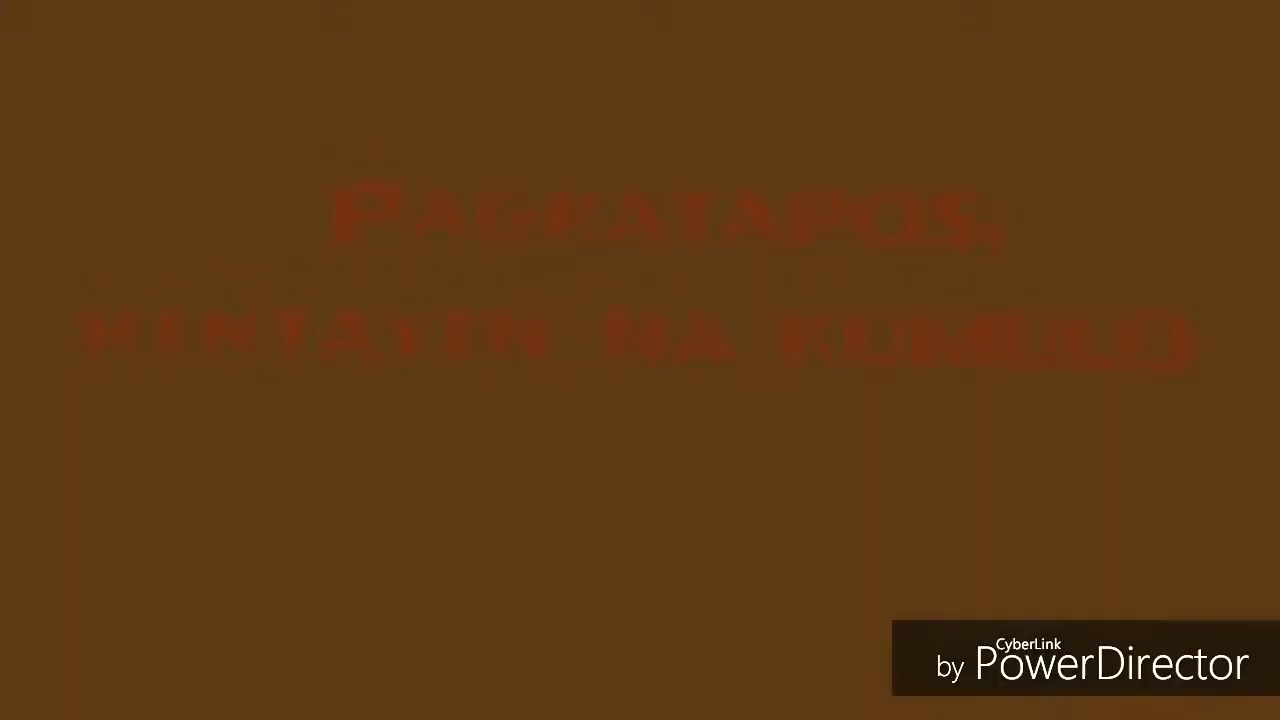 Pagkatapos,
hintayin na kumulo
CyberLink
by PowerDirector